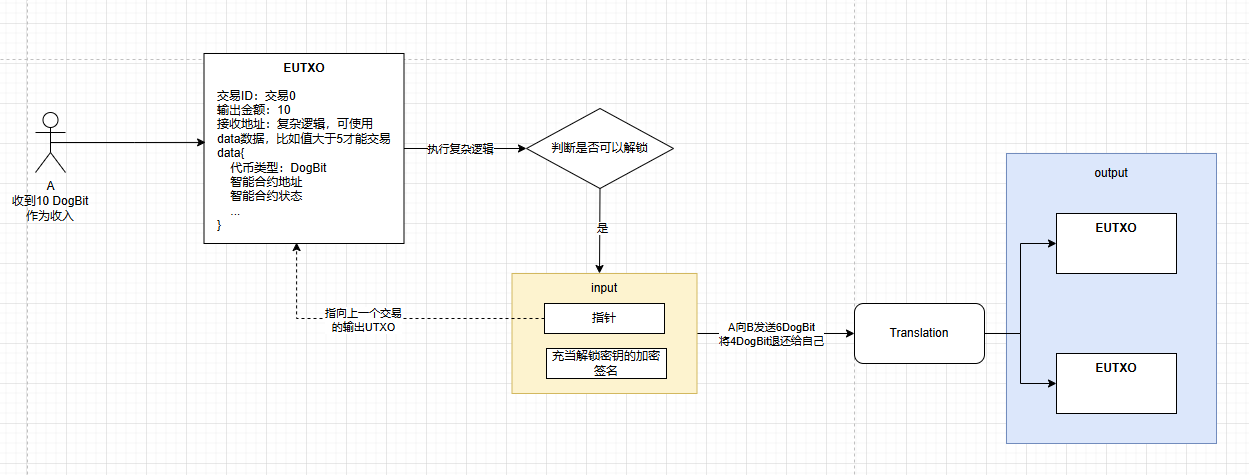 A
收到10 DogBit
作为收入
EUTXO
交易ID：交易0
输出金额：10
接收地址：复杂逻辑，可使用
data数据，比如值大于5才能交易
data{
代币类型：DogBit
智能合约地址
智能合约状态
...
}
执行复杂逻辑
判断是否可以解锁
是
input
指针
充当解锁密钥的加密
签名
指向上一个交易
的输出UTXO
A向B发送6DogBit
将4DogBit退还给自己
Translation
output
EUTXO
EUTXO